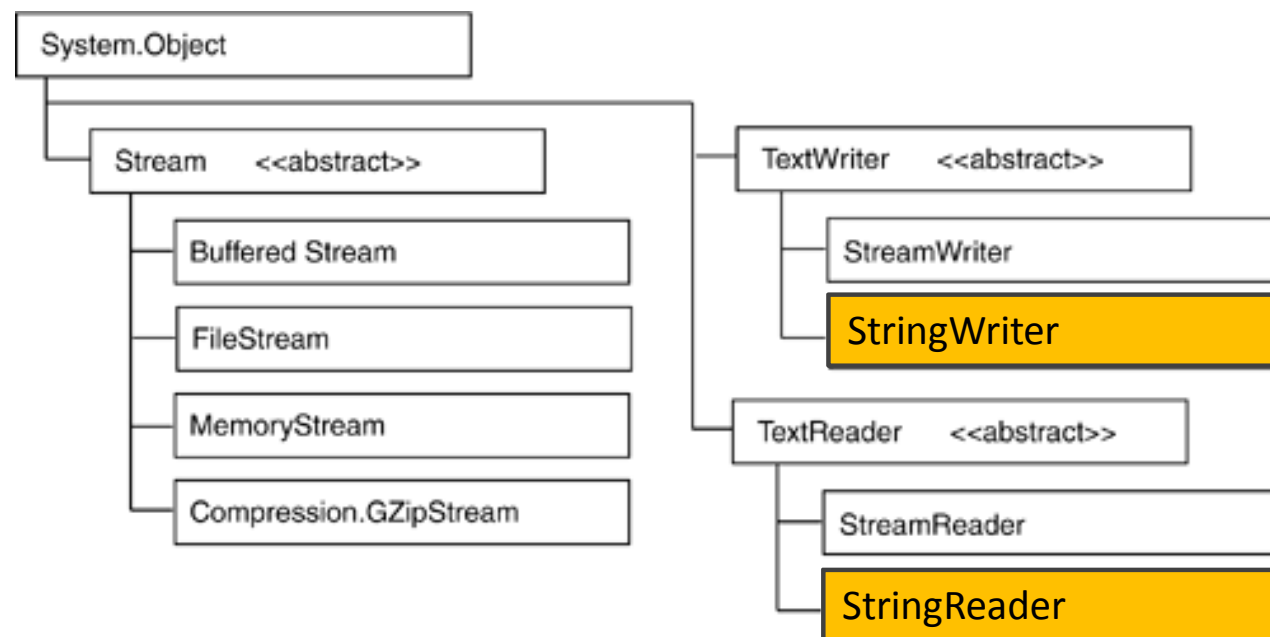 System.Object
Stream <<abstract>>
Buffered Stream
FileStream
MemoryStream
Compression.GZipStream
TextWriter <<abstract>>
StreamWriter
StringWriter
TextReader <<abstract>>
StreamReader
StringReader